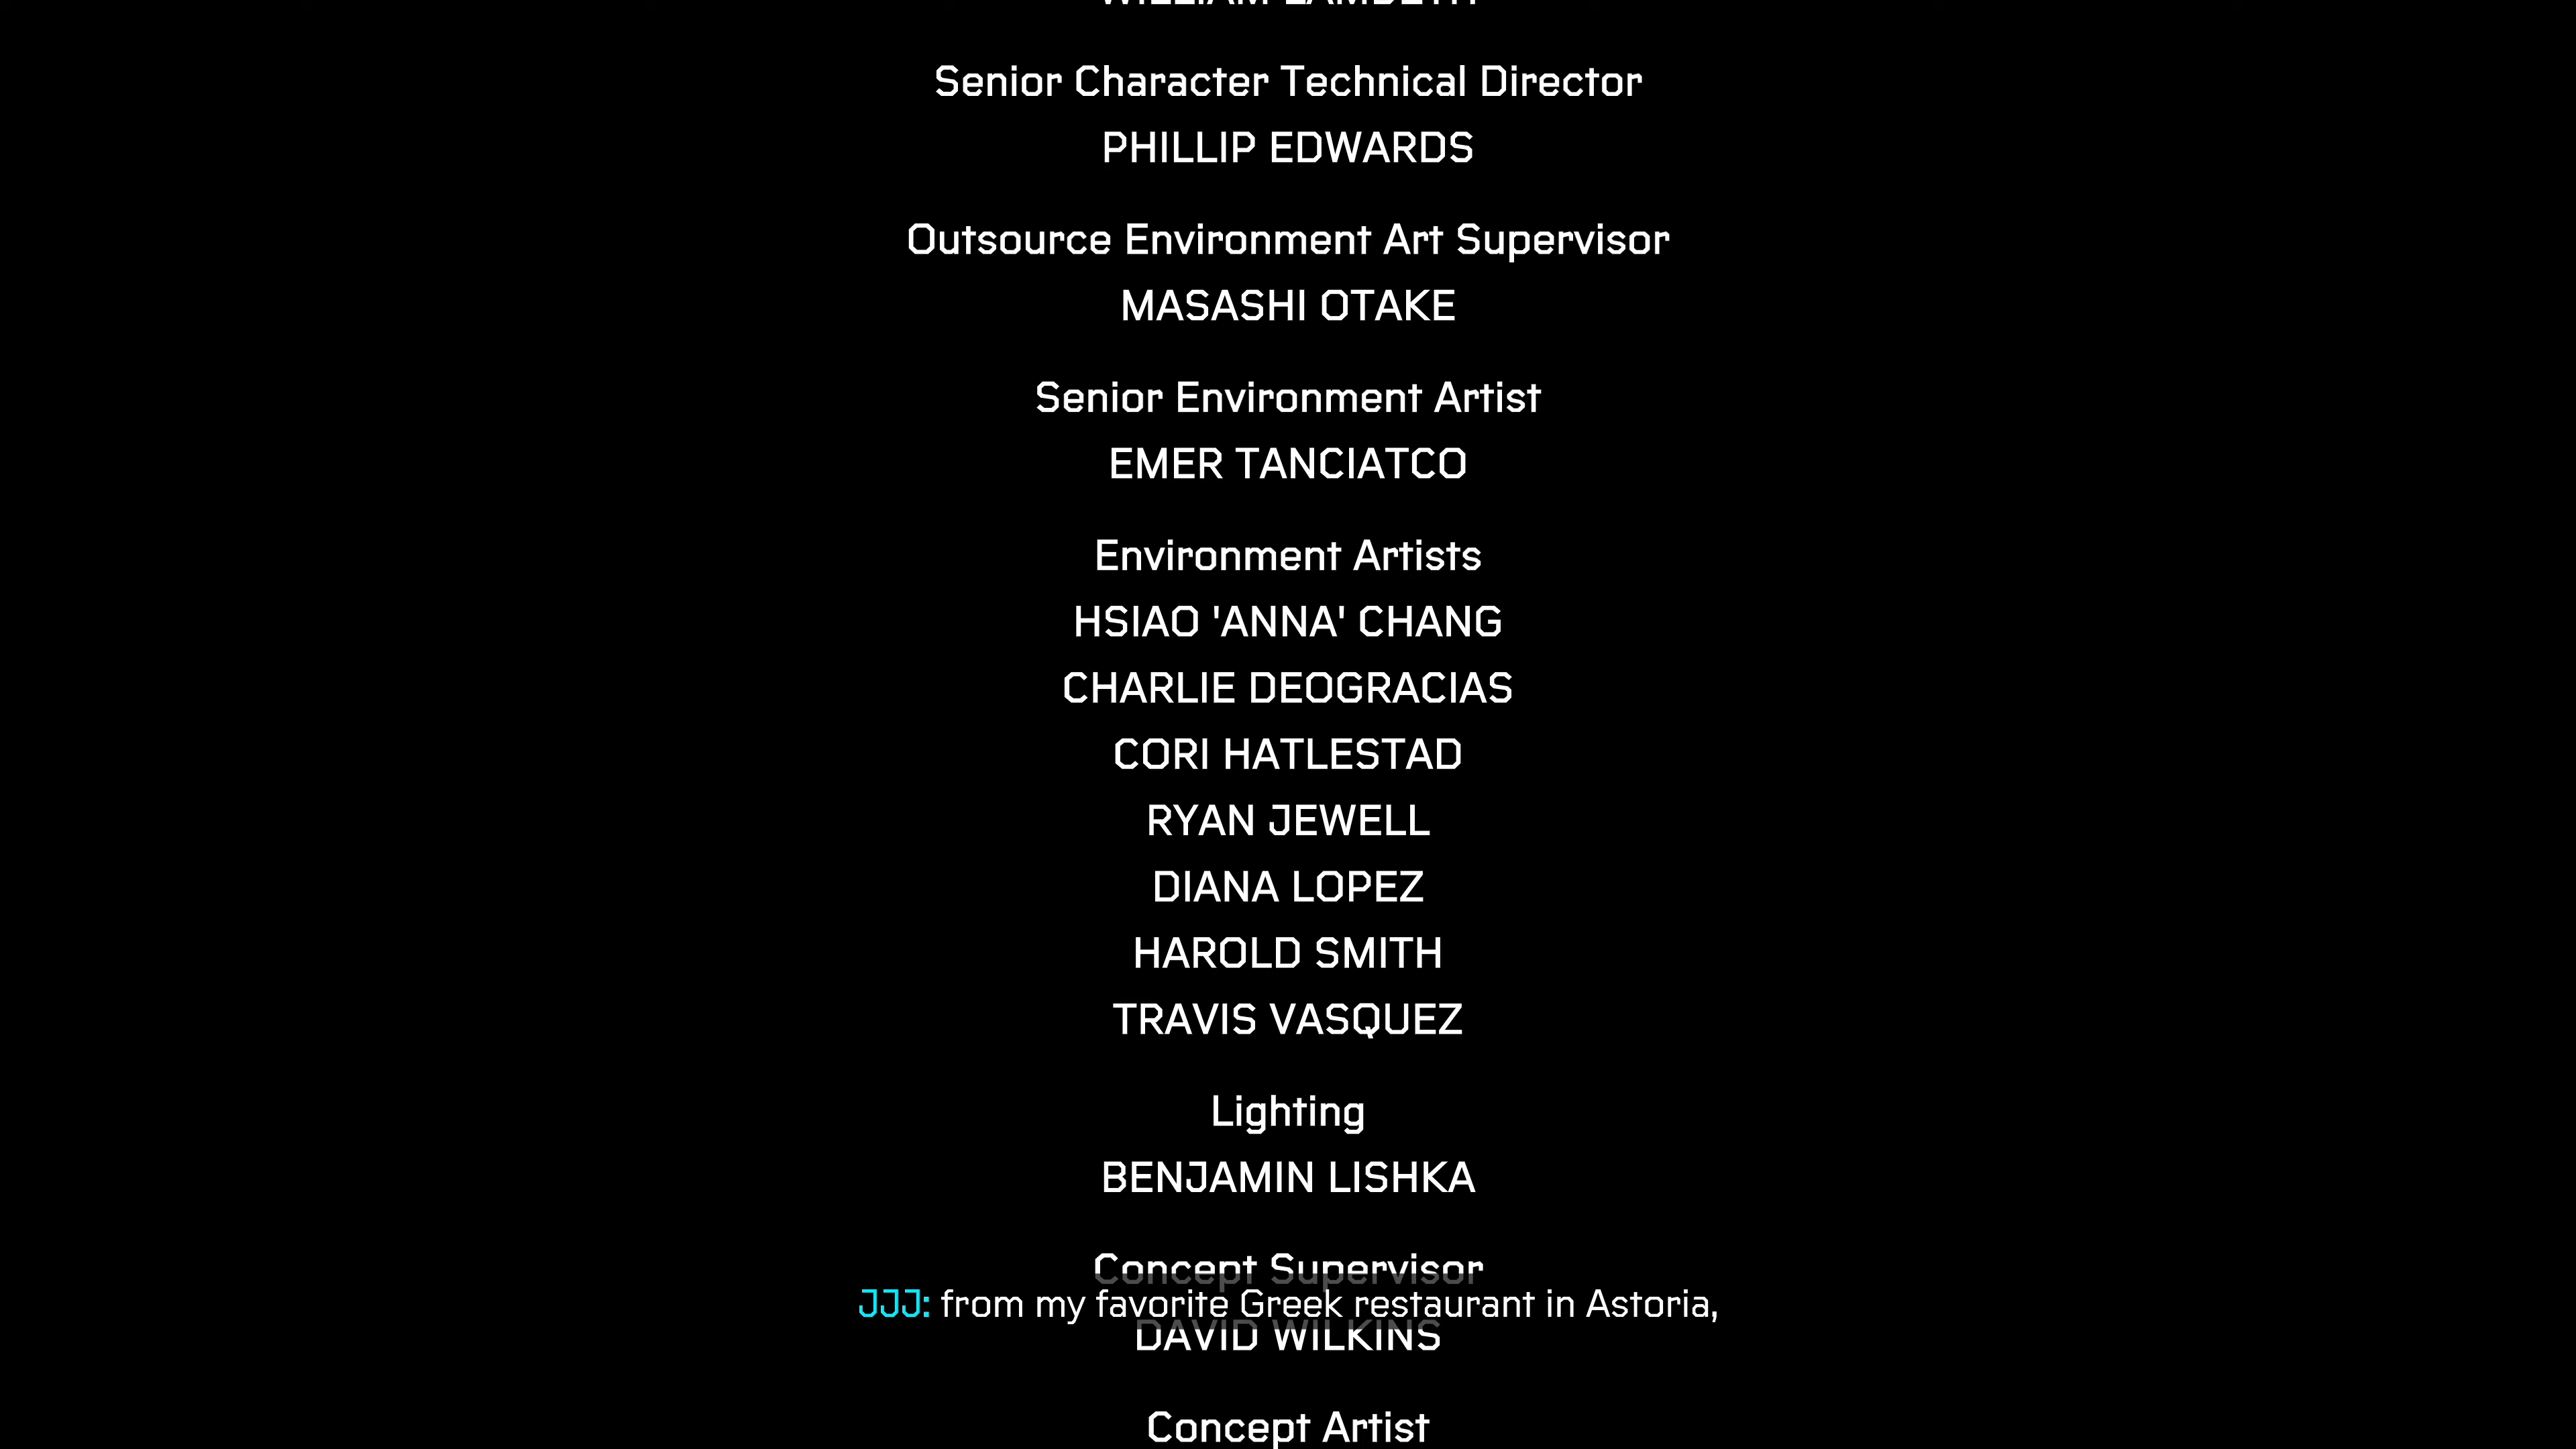 Senior Character Technical Director
PHILLIP EDWARDS
Outsource Environment Art Supervisor
MASASHI OTAKE
Senior Environment Artist
EMER TANCIATCO
Environment Artists
HSIAO 'ANNA' CHANG
CHARLIE DEOGRACIAS
CORI HATLESTAD
RYAN JEWELL
DIANA LOPEZ
HAROLD SMITH
TRAVIS VASQUEZ
Lighting
BENJAMIN LISHKA
Concept Supervisor
JJJ: from my favorite Greek restaurant in Astoria,
DAVID WILKINS
Concept Artist